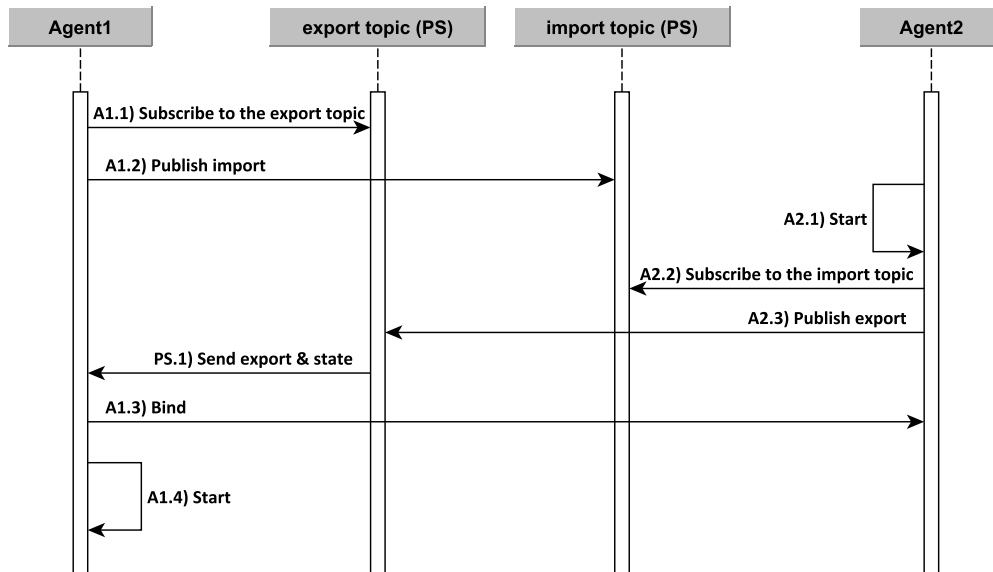 Agent1
export topic (PS)
import topic (PS)
Agent2
A1.1) Subscribe to the export topic
A1.2) Publish import
A2.1) Start
A2.2) Subscribe to the import topic
A2.3) Publish export
PS.1) Send export & state
A1.3) Bind
A1.4) Start